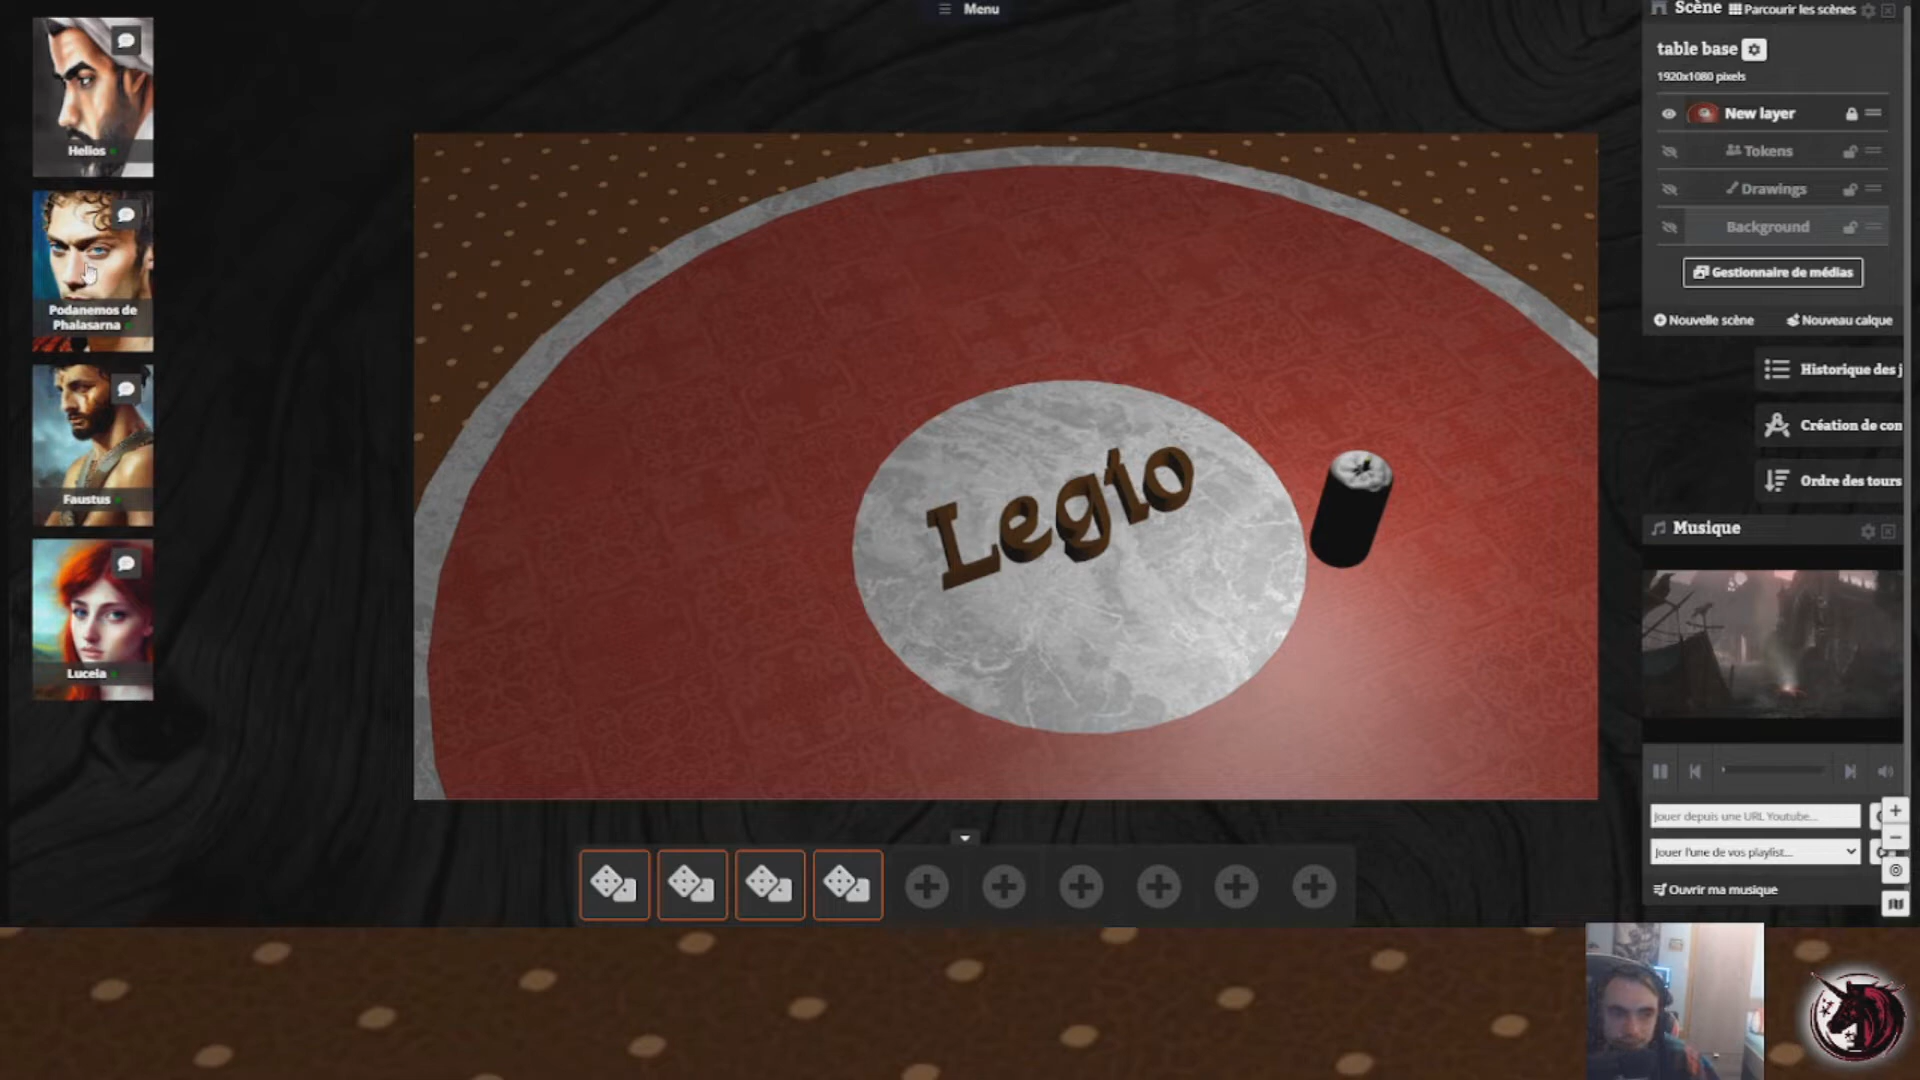 Menu
Helios
Podanemos de
Phalasarna
Faustus
Luceia
Legio
Scène
Parcourir les scènes
table base
1920x1080 pixels
New layer
Tokens
Drawings
Background
Gestionnaire de médias
Nouvelle scène
Nouveau calque
Historique des j
Création de con
Ordre des tours
Musique
Jouer depuis une URL Youtube...
Jouer l'une de vos playlist...
Ouvrir ma musique